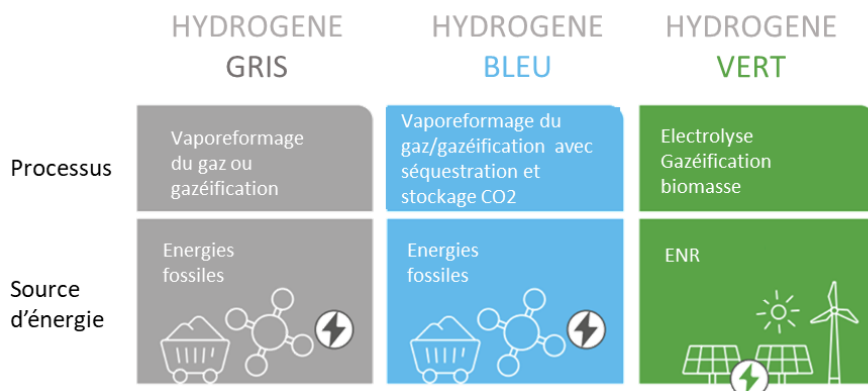 HYDROGENE
GRIS
HYDROGENE
BLEU
HYDROGENE
VERT
Processus
Vaporeformage
du gaz ou
gazéification
Vaporeformage du
gaz/gazéification avec
séquestration et
stockage CO2
Electrolyse
Gazéification
biomasse
Source
d’énergie
Energies
fossiles
Energies
fossiles
ENR